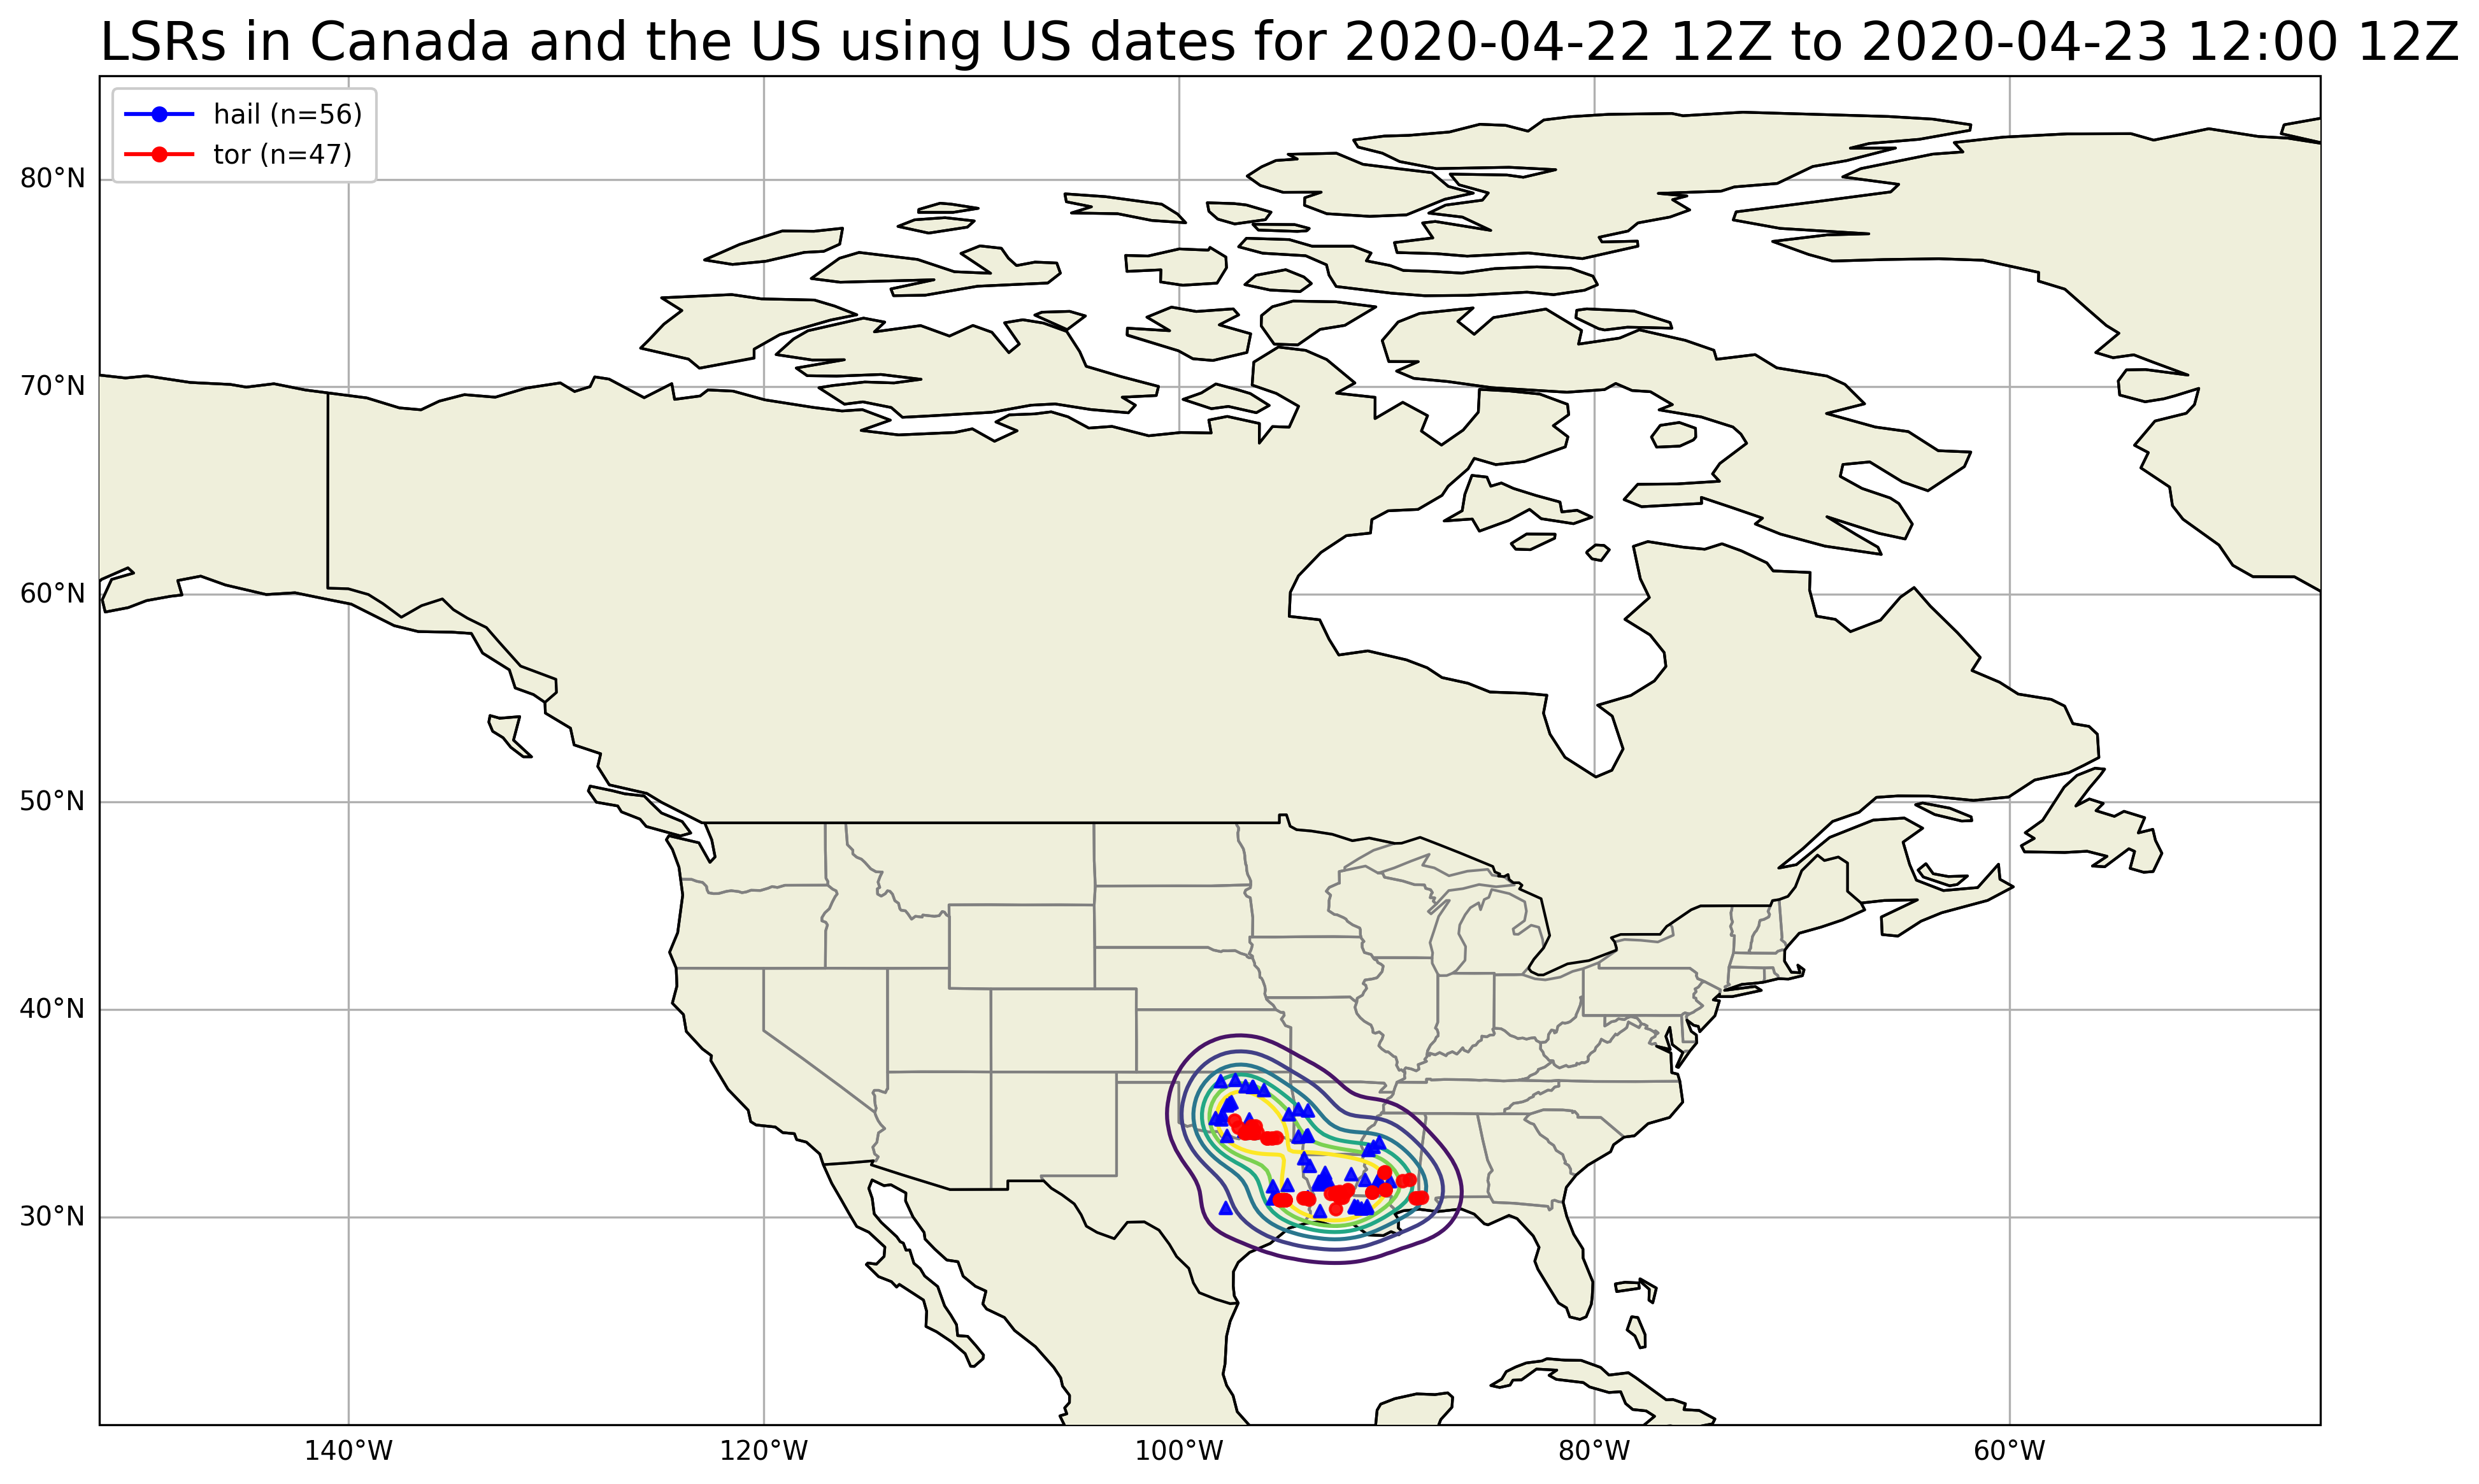 LSRs in Canada and the US using US dates for 2020-04-22 12Z to 2020-04-23 12:00 12Z
hail (n=56)
tor (n=47)
80°N
70°N
60°N
50°N
40°N
30°N
140°W
120°W
100°W
80°W
60°W